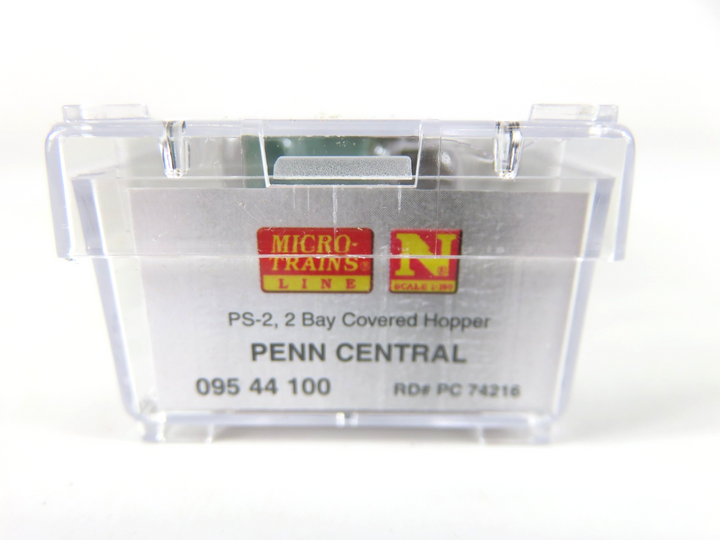 MICRO-
TRAINS®
LINE
N®
SCALE 1:160
PS-2, 2 Bay Covered Hopper
PENN CENTRAL
095 44 100 RD# PC 74216